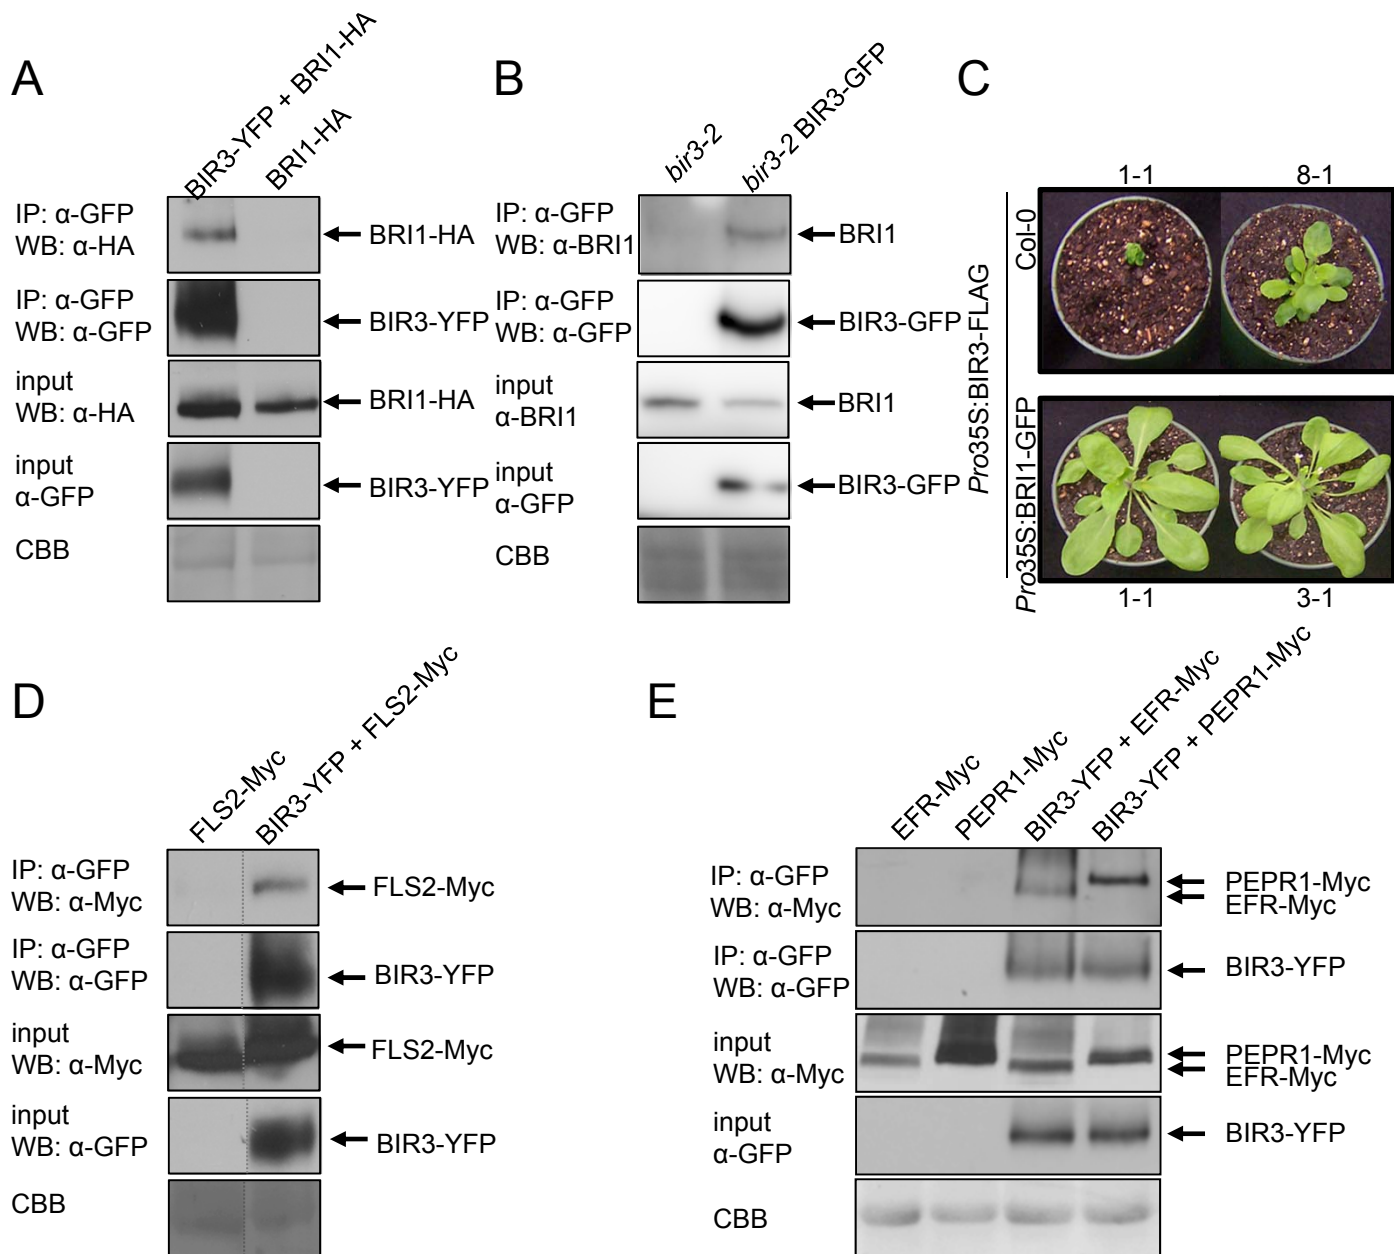 A
BIR3-YFP + BRI1-HA
BRI1-HA
IP: α-GFP
WB: α-HA
BRI1-HA
IP: α-GFP
WB: α-GFP
BIR3-YFP
input
WB: α-HA
BRI1-HA
input
α-GFP
BIR3-YFP
CBB
B
bir3-2
bir3-2 BIR3-GFP
IP: α-GFP
WB: α-BRI1
BRI1
IP: α-GFP
WB: α-GFP
BIR3-GFP
input
α-BRI1
BRI1
input
α-GFP
BIR3-GFP
CBB
C
1-1
8-1
Pro35S:BIR3-FLAG
Col-0
Pro35S:BRI1-GFP
1-1
3-1
D
FLS2-Myc
BIR3-YFP + FLS2-Myc
IP: α-GFP
WB: α-Myc
FLS2-Myc
IP: α-GFP
WB: α-GFP
BIR3-YFP
input
WB: α-Myc
FLS2-Myc
input
WB: α-GFP
BIR3-YFP
CBB
E
EFR-Myc
PEPR1-Myc
BIR3-YFP + EFR-Myc
BIR3-YFP + PEPR1-Myc
IP: α-GFP
WB: α-Myc
PEPR1-Myc
EFR-Myc
IP: α-GFP
WB: α-GFP
BIR3-YFP
input
WB: α-Myc
PEPR1-Myc
EFR-Myc
input
α-GFP
BIR3-YFP
CBB